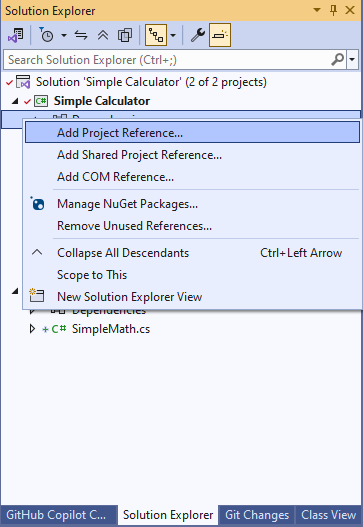 Solution Explorer
Search Solution Explorer (Ctrl+;)
Solution 'Simple Calculator' (2 of 2 projects)
C# Simple Calculator
Add Project Reference...
Add Shared Project Reference...
Add COM Reference...
Manage NuGet Packages...
Remove Unused References...
Collapse All Descendants Ctrl+Left Arrow
Scope to This
New Solution Explorer View
Dependencies
+ C# SimpleMath.cs
GitHub Copilot C... Solution Explorer Git Changes Class View